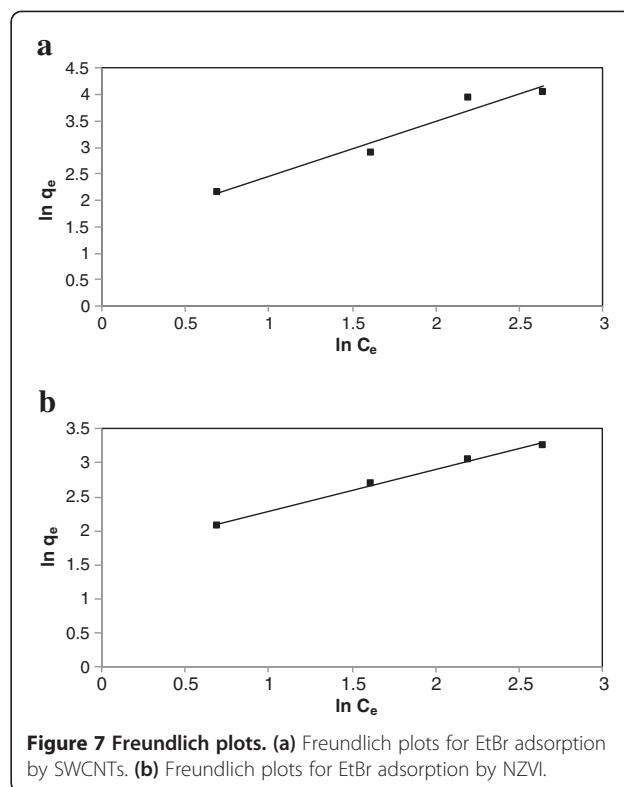 a
4.5
4
3.5
3
2.5
2
1.5
1
0.5
0
ln qe
0 0.5 1 1.5 2 2.5 3
ln Ce
b
3.5
3
2.5
2
1.5
1
0.5
0
ln qe
0 0.5 1 1.5 2 2.5 3
ln Ce
Figure 7 Freundlich plots. (a) Freundlich plots for EtBr adsorption
by SWCNTs. (b) Freundlich plots for EtBr adsorption by NZVI.